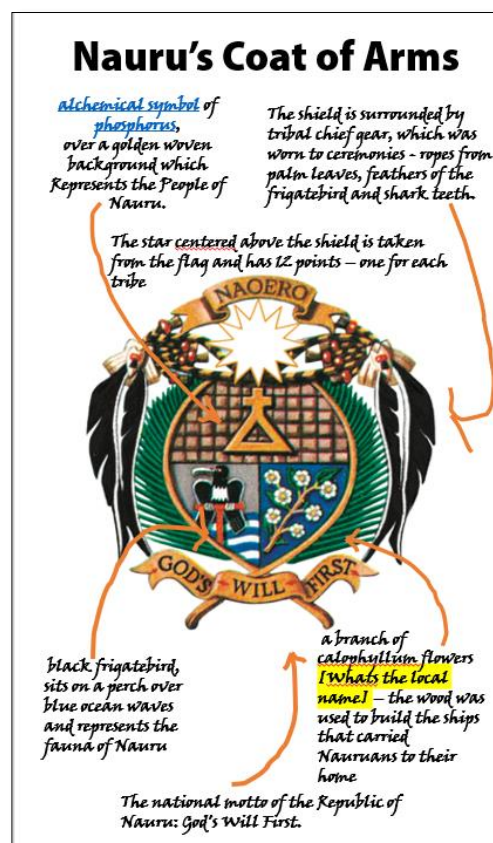 Nauru's Coat of Arms
alchemical symbol of
phosphorus,
over a golden woven
background which
Represents the People of
Nauru.
The shield is surrounded by
tribal chief gear, which was
worn to ceremonies - ropes from
palm leaves, feathers of the
frigatebird and shark teeth.
The star centered above the shield is taken
from the flag and has 12 points – one for each
tribe
NAOERO
GOD'S WILL FIRST
black frigatebird,
sits on a perch over
blue ocean waves
and represents the
fauna of Nauru
a branch of
calophyllum flowers
[Whats the local
name] – the wood was
used to build the ships
that carried
Nauruans to their
home
The national motto of the Republic of
Nauru: God's Will First.